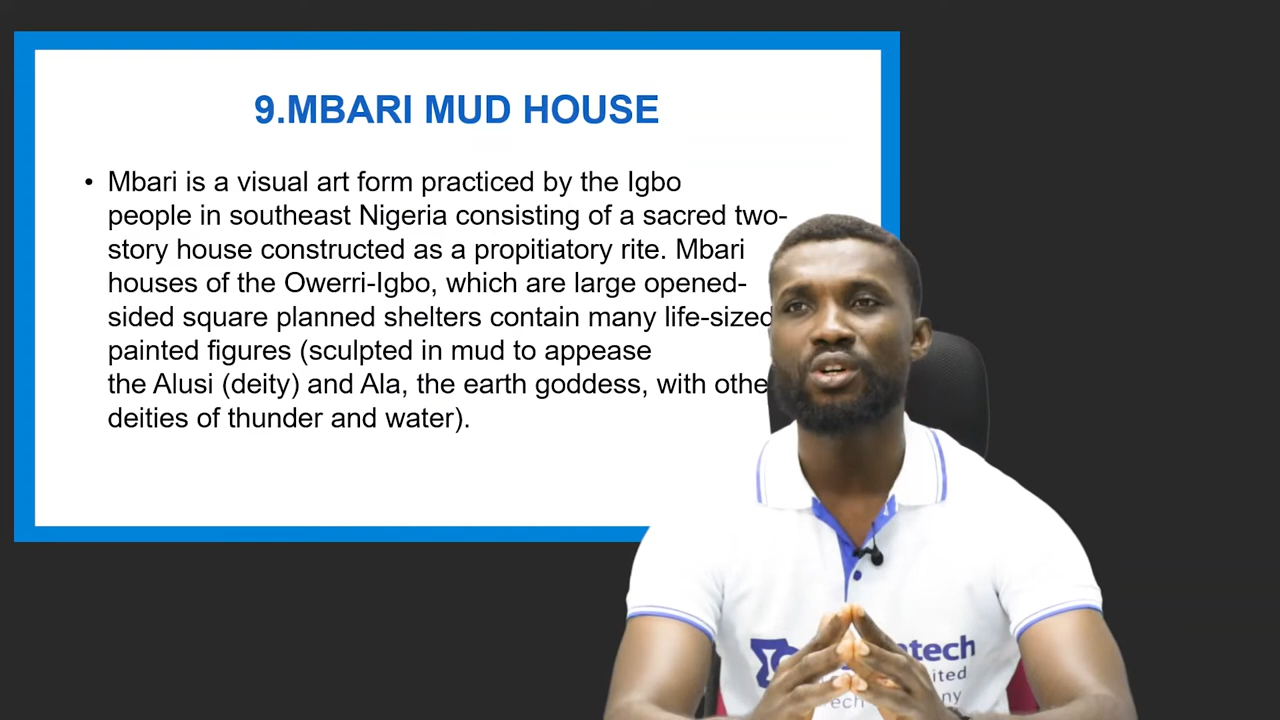 9.MBARI MUD HOUSE
• Mbari is a visual art form practiced by the Igbo
people in southeast Nigeria consisting of a sacred two-
story house constructed as a propitiatory rite. Mbari
houses of the Owerri-Igbo, which are large opened-
sided square planned shelters contain many life-sized
painted figures (sculpted in mud to appease
the Alusi (deity) and Ala, the earth goddess, with othe
deities of thunder and water).